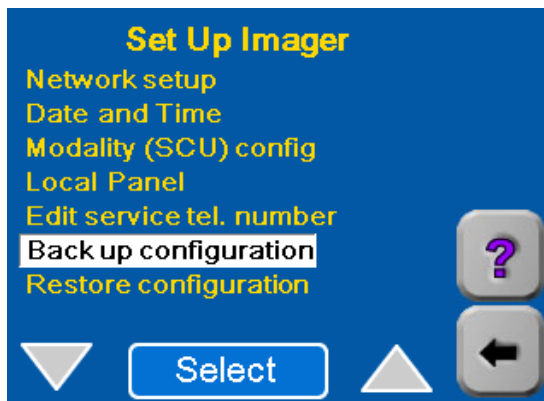 Set Up Imager
Network setup
Date and Time
Modality (SCU) config
Local Panel
Edit service tel. number
Back up configuration
Restore configuration
?
Select